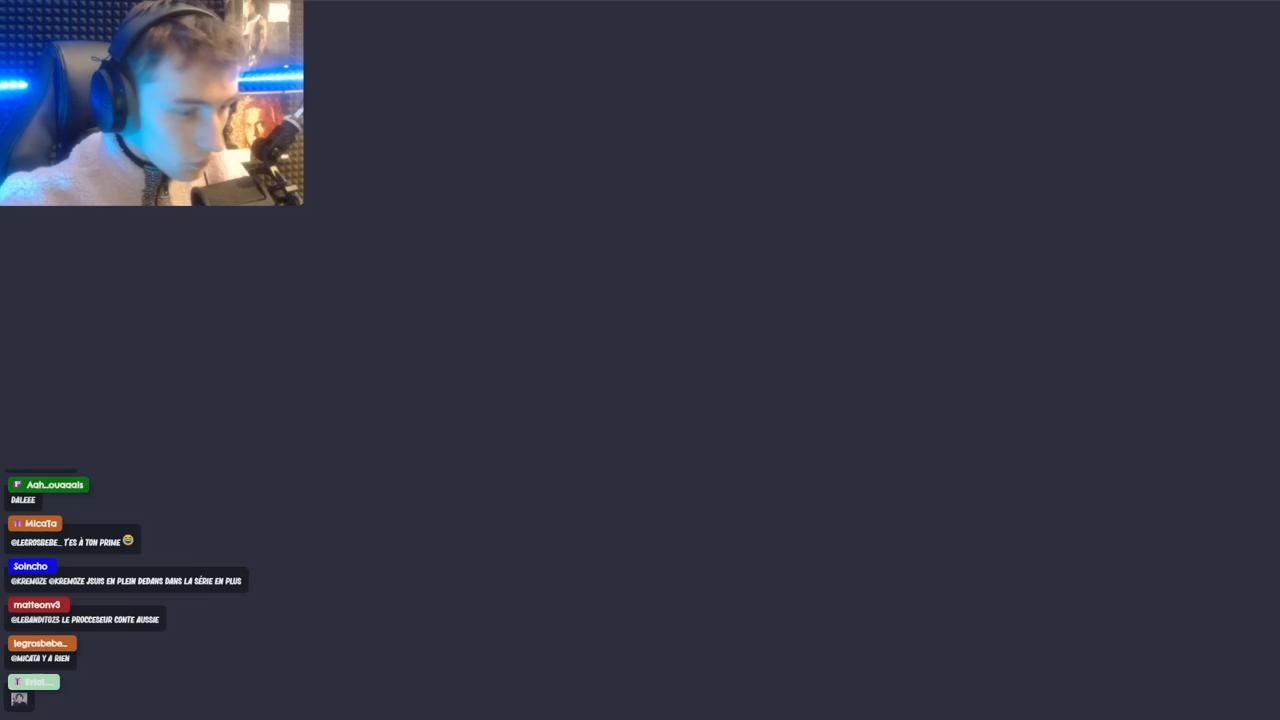 Aah_ouaaais
DALEEE
MicaTa
@LEGROSBEBE_ T'ES À TON PRIME
Soincho
@KREMOZE @KREMOZE JSUIS EN PLEIN DEDANS DANS LA SÉRIE EN PLUS
matteonv3
@LEBANDITO23 LE PROCCESEUR CONTE AUSSIE
legrosbebe_
@MICATA Y A RIEN